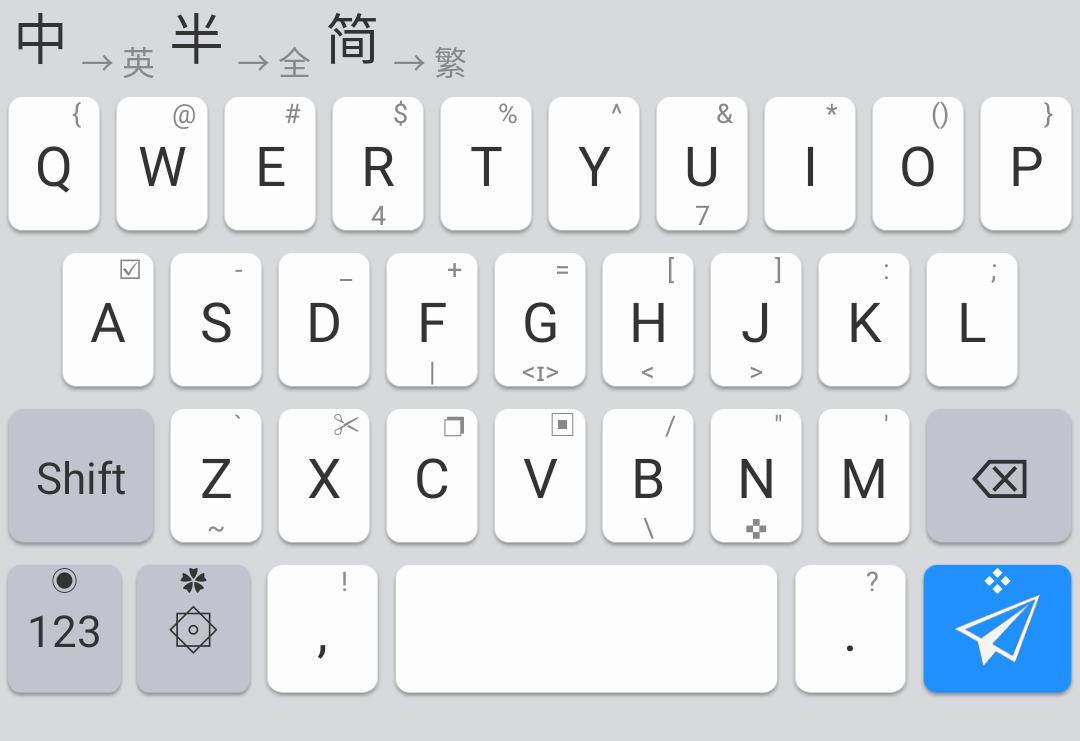 中 → 英 半 → 全 简 → 繁
{ @ # $ % ^ & * () }
Q W E R T Y U I O P
4 7
☑ - _ + = [ ] : ;
A S D F G H J K L
| <ɪ> < >
` / " '
Shift Z X C V B N M
~ \
! ?
123 , .